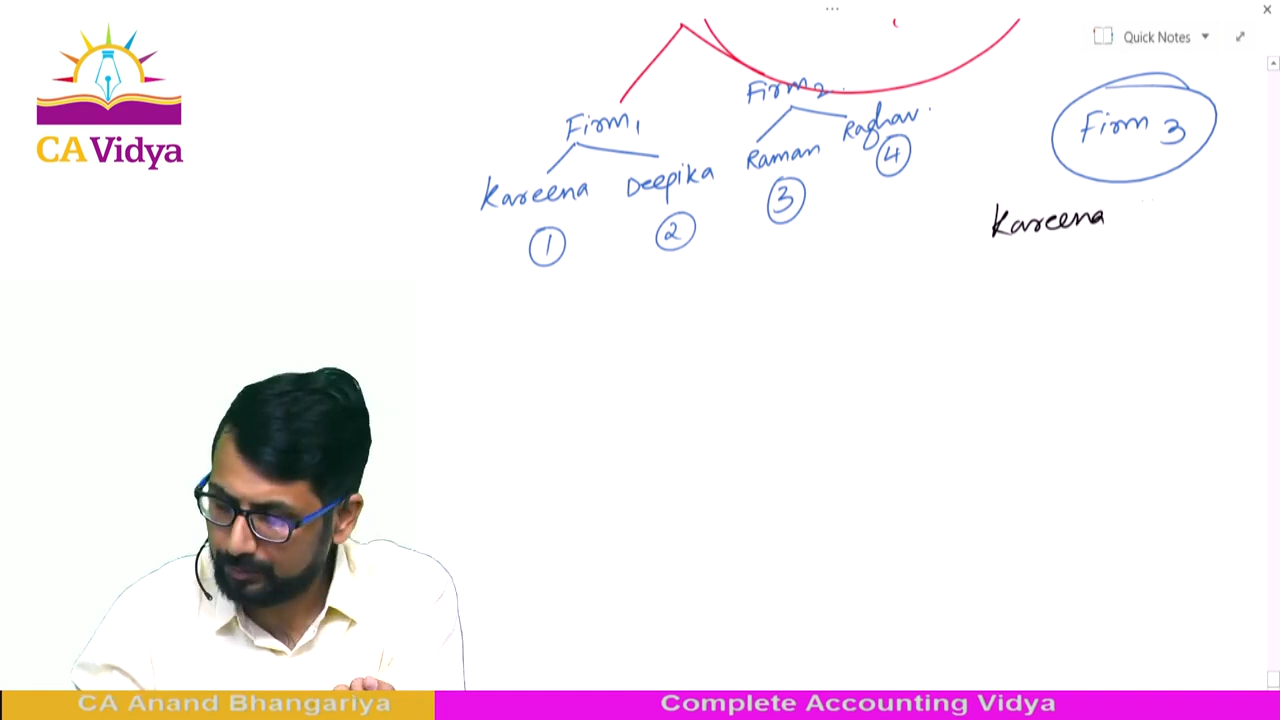 ...
×
Quick Notes
CA Vidya
Firm 1
Kareena
①
Deepika
②
Firm 2
Raman
③
Raghav
④
Firm 3
Kareena
CA Anand Bhangariya
Complete Accounting Vidya